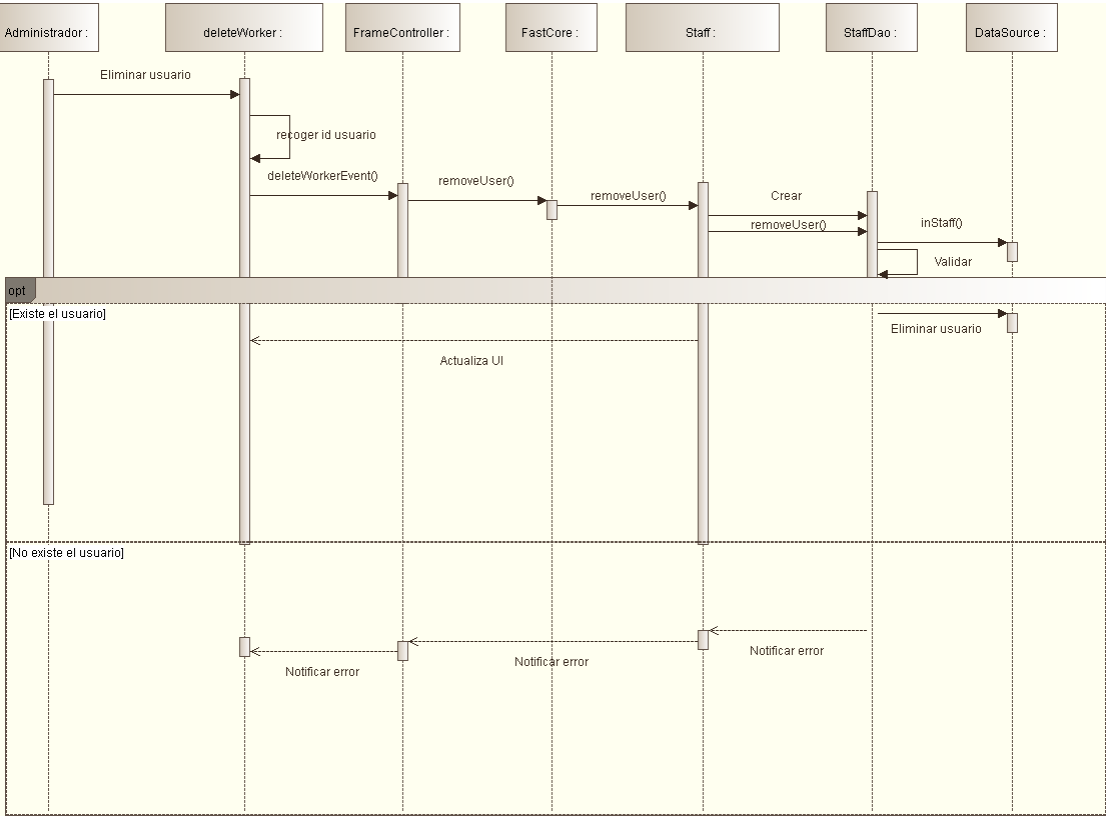 Administrador :
deleteWorker :
FrameController :
FastCore :
Staff :
StaffDao :
DataSource :
Eliminar usuario
recoger id usuario
deleteWorkerEvent()
removeUser()
removeUser()
Crear
removeUser()
inStaff()
Validar
opt
[Existe el usuario]
Eliminar usuario
Actualiza UI
[No existe el usuario]
Notificar error
Notificar error
Notificar error